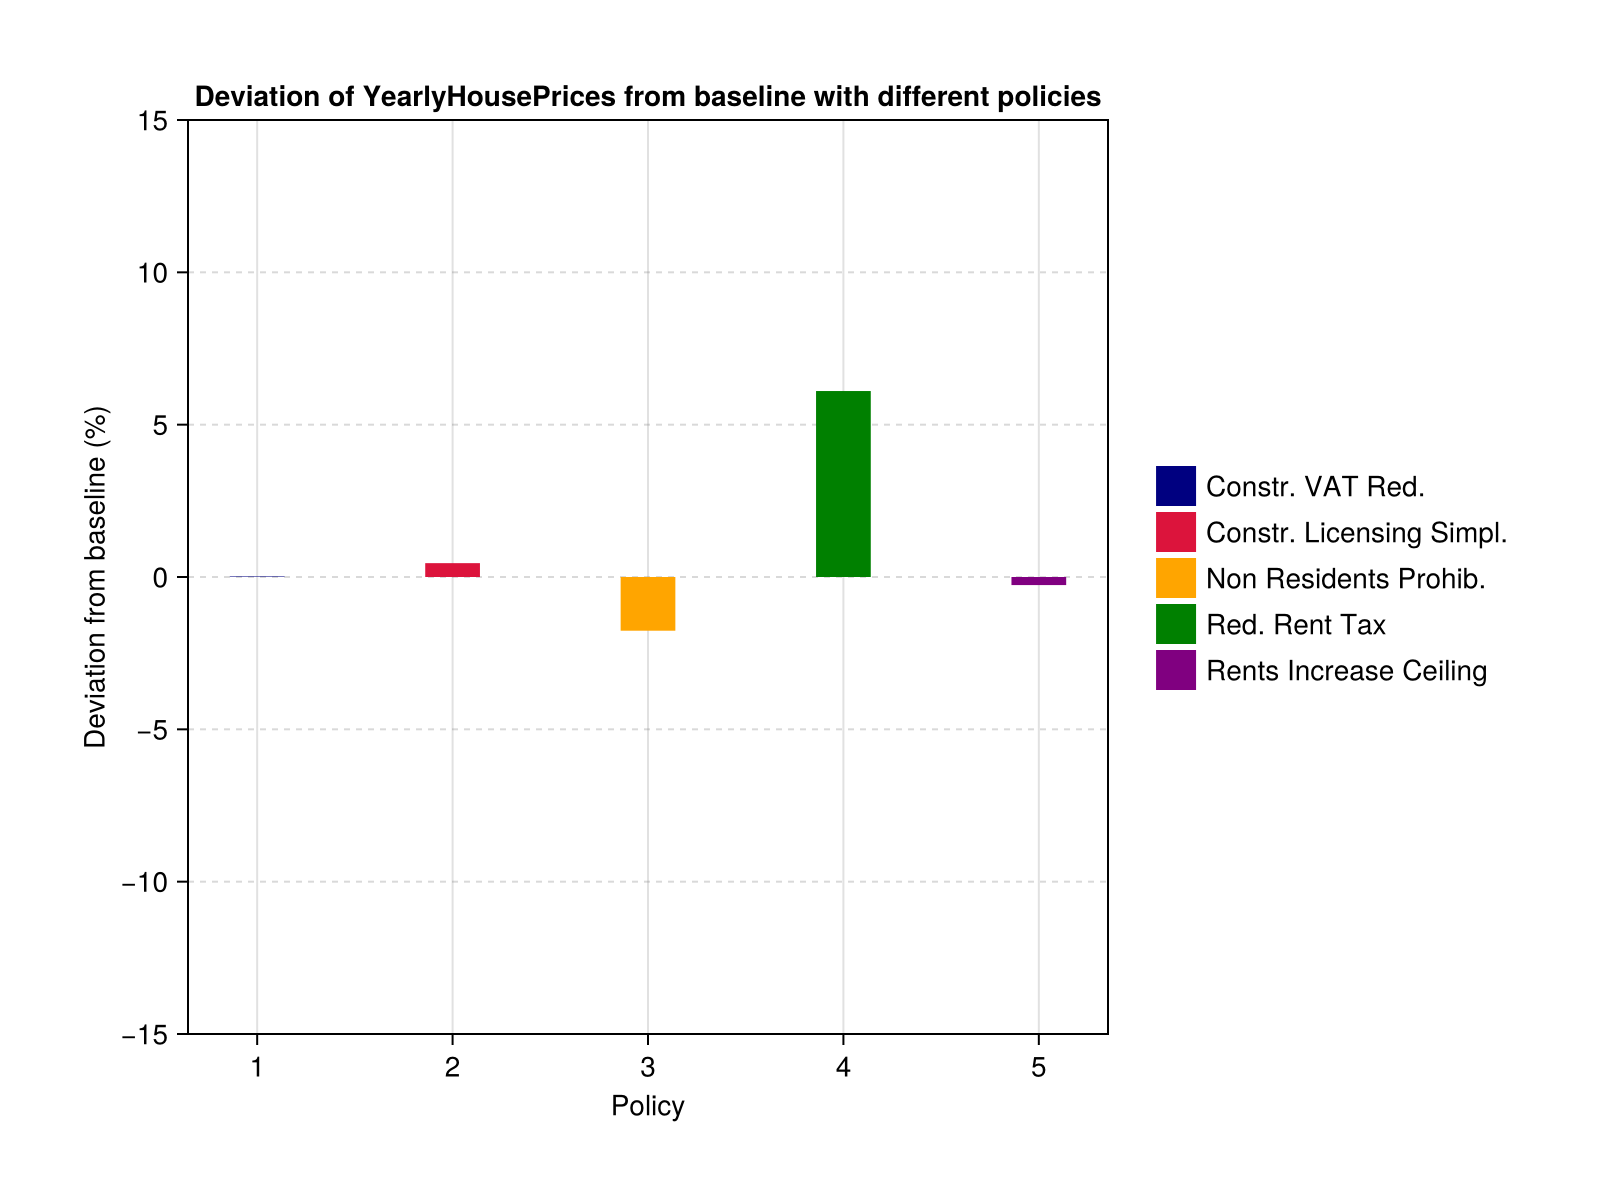 Deviation of YearlyHousePrices from baseline with different policies
15
10
5
0
−5
−10
−15
Deviation from baseline (%)
1 2 3 4 5
Policy
Constr. VAT Red.
Constr. Licensing Simpl.
Non Residents Prohib.
Red. Rent Tax
Rents Increase Ceiling